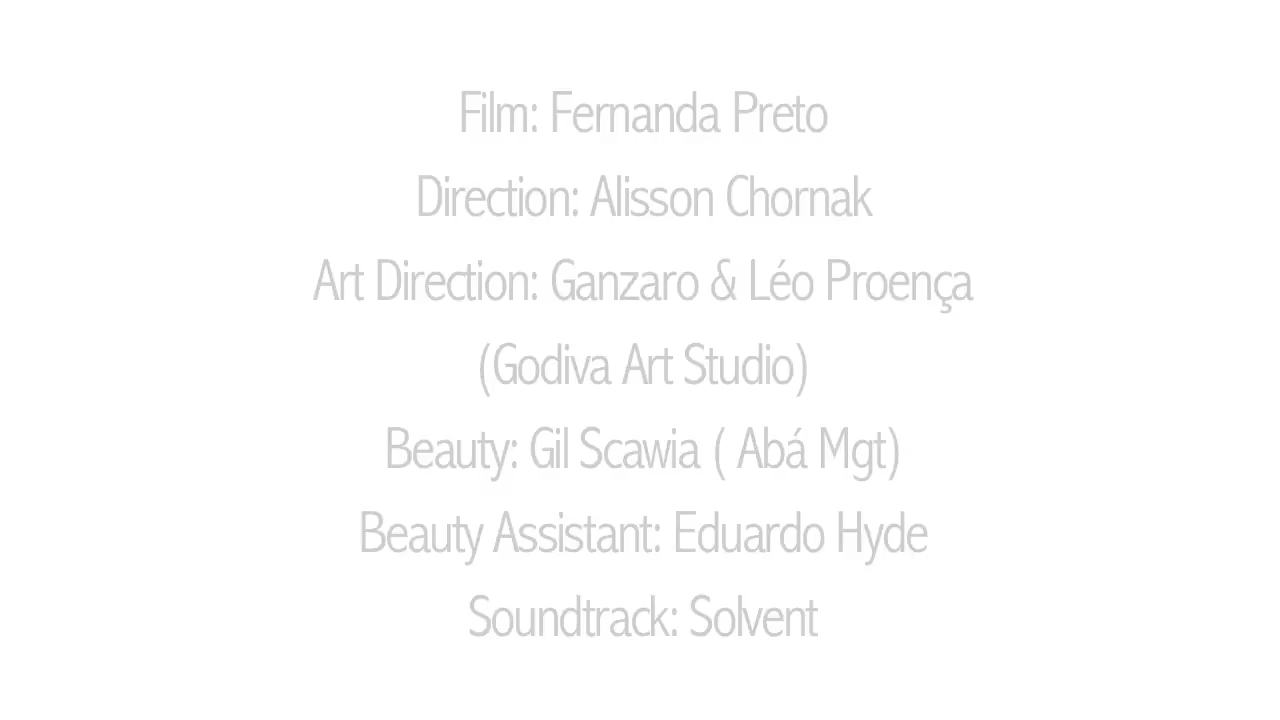 Film: Fernanda Preto
Direction: Alisson Chornak
Art Direction: Ganzaro & Léo Proença
(Godiva Art Studio)
Beauty: Gil Scawia ( Abá Mgt)
Beauty Assistant: Eduardo Hyde
Soundtrack: Solvent